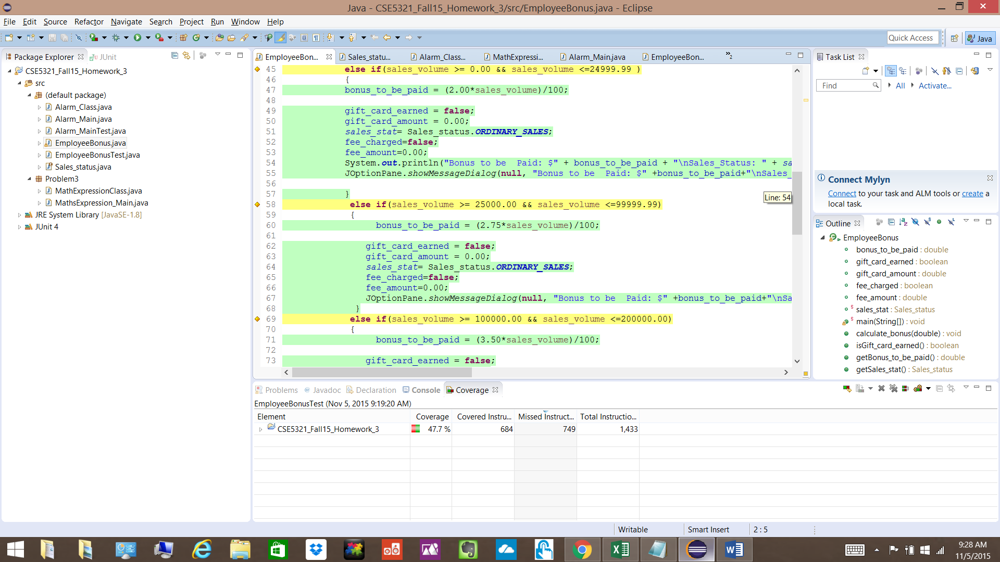 Java - CSE5321_Fall15_Homework_3/src/EmployeeBonus.java - Eclipse
File Edit Source Refactor Navigate Search Project Run Window Help
Quick Access
Java
Package Explorer
JUnit
CSE5321_Fall15_Homework_3
src
(default package)
Alarm_Class.java
Alarm_Main.java
Alarm_MainTest.java
EmployeeBonus.java
EmployeeBonusTest.java
Sales_status.java
Problem3
MathExpressionClass.java
MathsExpression_Main.java
JRE System Library [JavaSE-1.8]
JUnit 4
EmployeeBon... Sales_statu... Alarm_Class... MathExpressi... Alarm_Main.java EmployeeBon... »2
45 else if(sales_volume >= 0.00 && sales_volume <=24999.99 )
46 {
47 bonus_to_be_paid = (2.00*sales_volume)/100;
48
49 gift_card_earned = false;
50 gift_card_amount = 0.00;
51 sales_stat= Sales_status.ORDINARY_SALES;
52 fee_charged=false;
53 fee_amount=0.00;
54 System.out.println("Bonus to be  Paid: $" + bonus_to_be_paid + "\nSales_Status: " + sa
55 JOptionPane.showMessageDialog(null, "Bonus to be  Paid: $" +bonus_to_be_paid+"\nSales_
56
57 }
58 else if(sales_volume >= 25000.00 && sales_volume <=99999.99)
59 {
60 bonus_to_be_paid = (2.75*sales_volume)/100;
61
62 gift_card_earned = false;
63 gift_card_amount = 0.00;
64 sales_stat= Sales_status.ORDINARY_SALES;
65 fee_charged=false;
66 fee_amount=0.00;
67 JOptionPane.showMessageDialog(null, "Bonus to be  Paid: $" +bonus_to_be_paid+"\nSa
68 }
69 else if(sales_volume >= 100000.00 && sales_volume <=200000.00)
70 {
71 bonus_to_be_paid = (3.50*sales_volume)/100;
72
73 gift_card_earned = false;
Line: 54
Task List
Find
All
Activate...
Connect Mylyn
Connect to your task and ALM tools or create a
local task.
Outline
EmployeeBonus
bonus_to_be_paid : double
gift_card_earned : boolean
gift_card_amount : double
fee_charged : boolean
fee_amount : double
sales_stat : Sales_status
main(String[]) : void
calculate_bonus(double) : void
isGift_card_earned() : boolean
getBonus_to_be_paid() : double
getSales_stat() : Sales_status
Problems Javadoc Declaration Console Coverage
EmployeeBonusTest (Nov 5, 2015 9:19:20 AM)
Element Coverage Covered Instru... Missed Instruct... Total Instructio...
CSE5321_Fall15_Homework_3 47.7 % 684 749 1,433
Writable Smart Insert 2 : 5
9:28 AM
11/5/2015